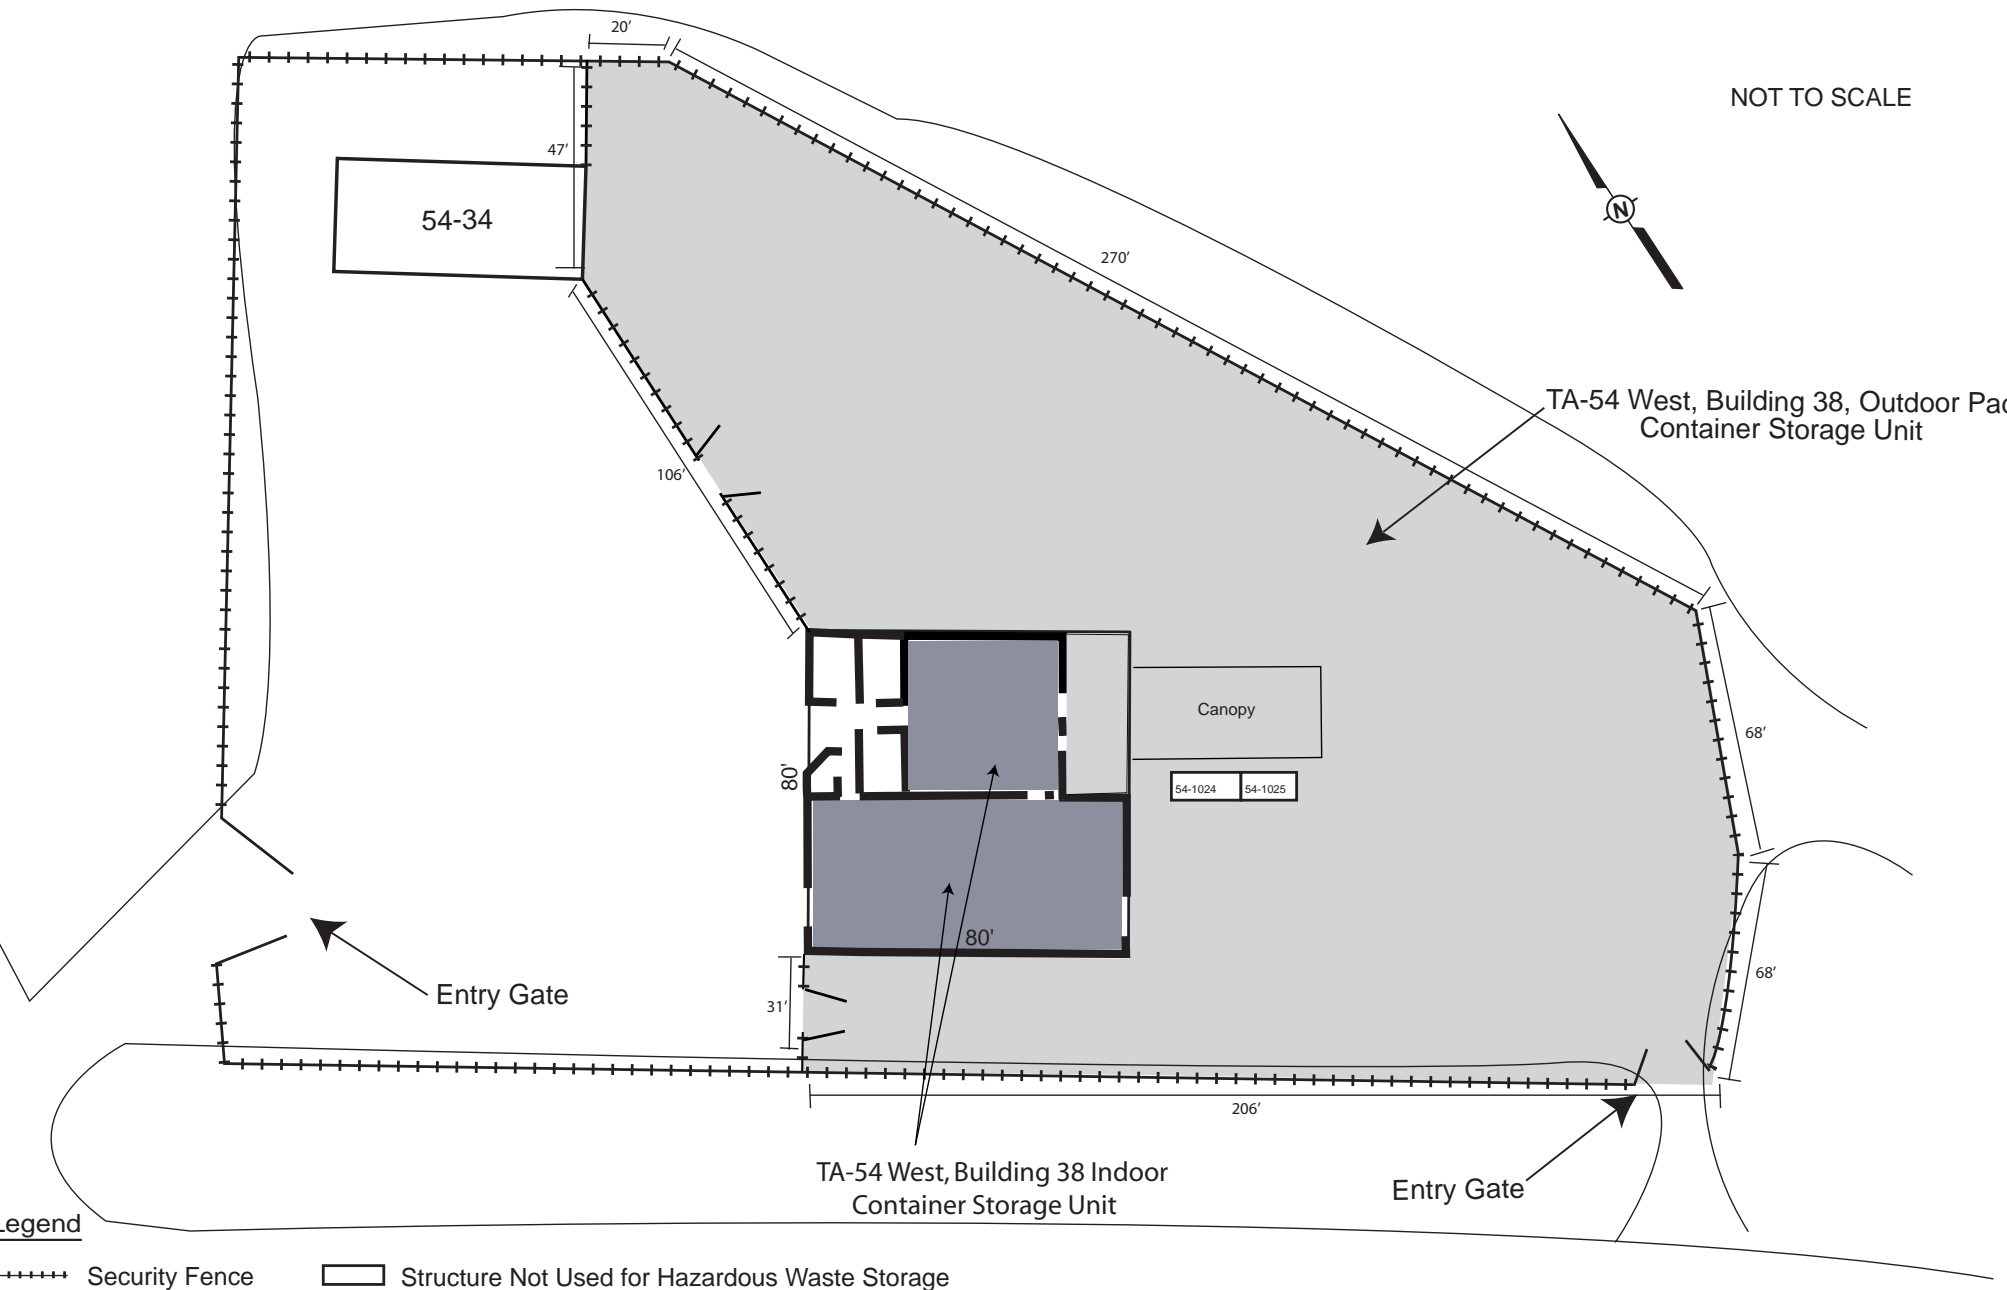 20′
NOT TO SCALE
47′
54-34
N
270′
TA-54 West, Building 38, Outdoor
Container Storage Unit
106′
Canopy
68′
80'
54-1024
54-1025
80'
68′
Entry Gate
31′
206′
TA-54 West, Building 38 Indoor
Container Storage Unit
Entry Gate
Legend
Security Fence
Structure Not Used for Hazardous Waste Storage